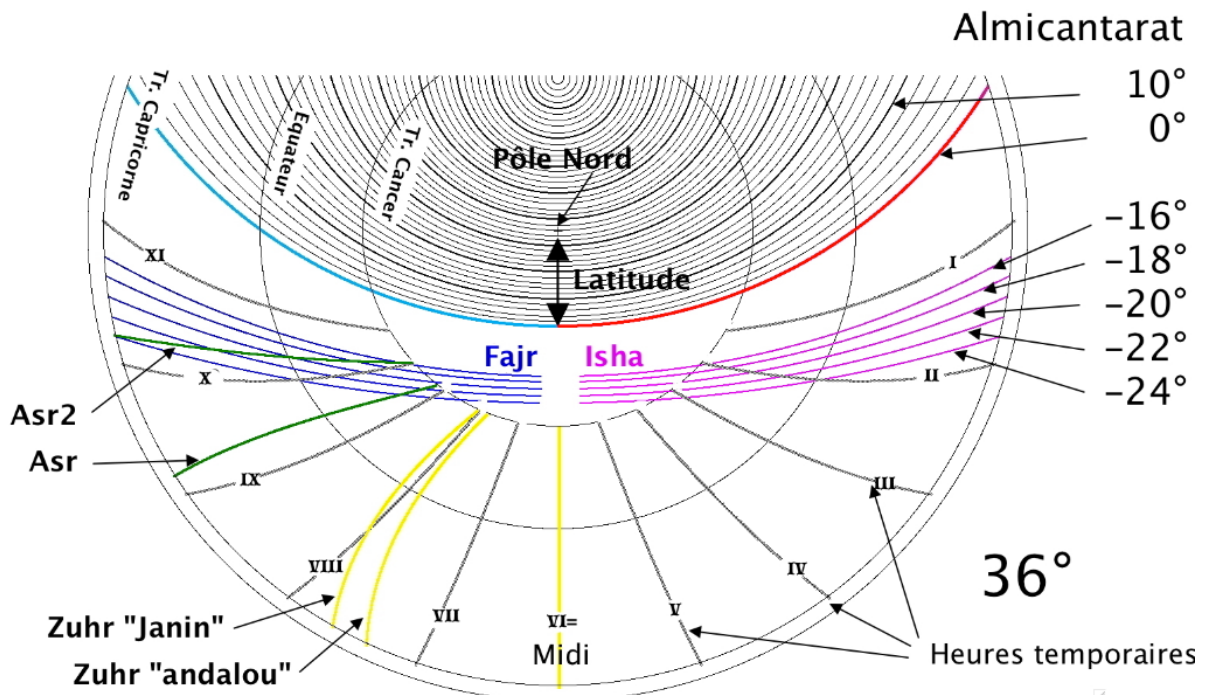 Almicantarat
10°
0°
-16°
-18°
-20°
-22°
-24°
Tr. Capricorne
Equateur
Tr. Cancer
Pôle Nord
Latitude
Fajr
Isha
XI
X
IX
VIII
VII
VI=
Midi
V
IV
III
II
I
Asr2
Asr
Zuhr "Janin"
Zuhr "andalou"
36°
Heures temporaires